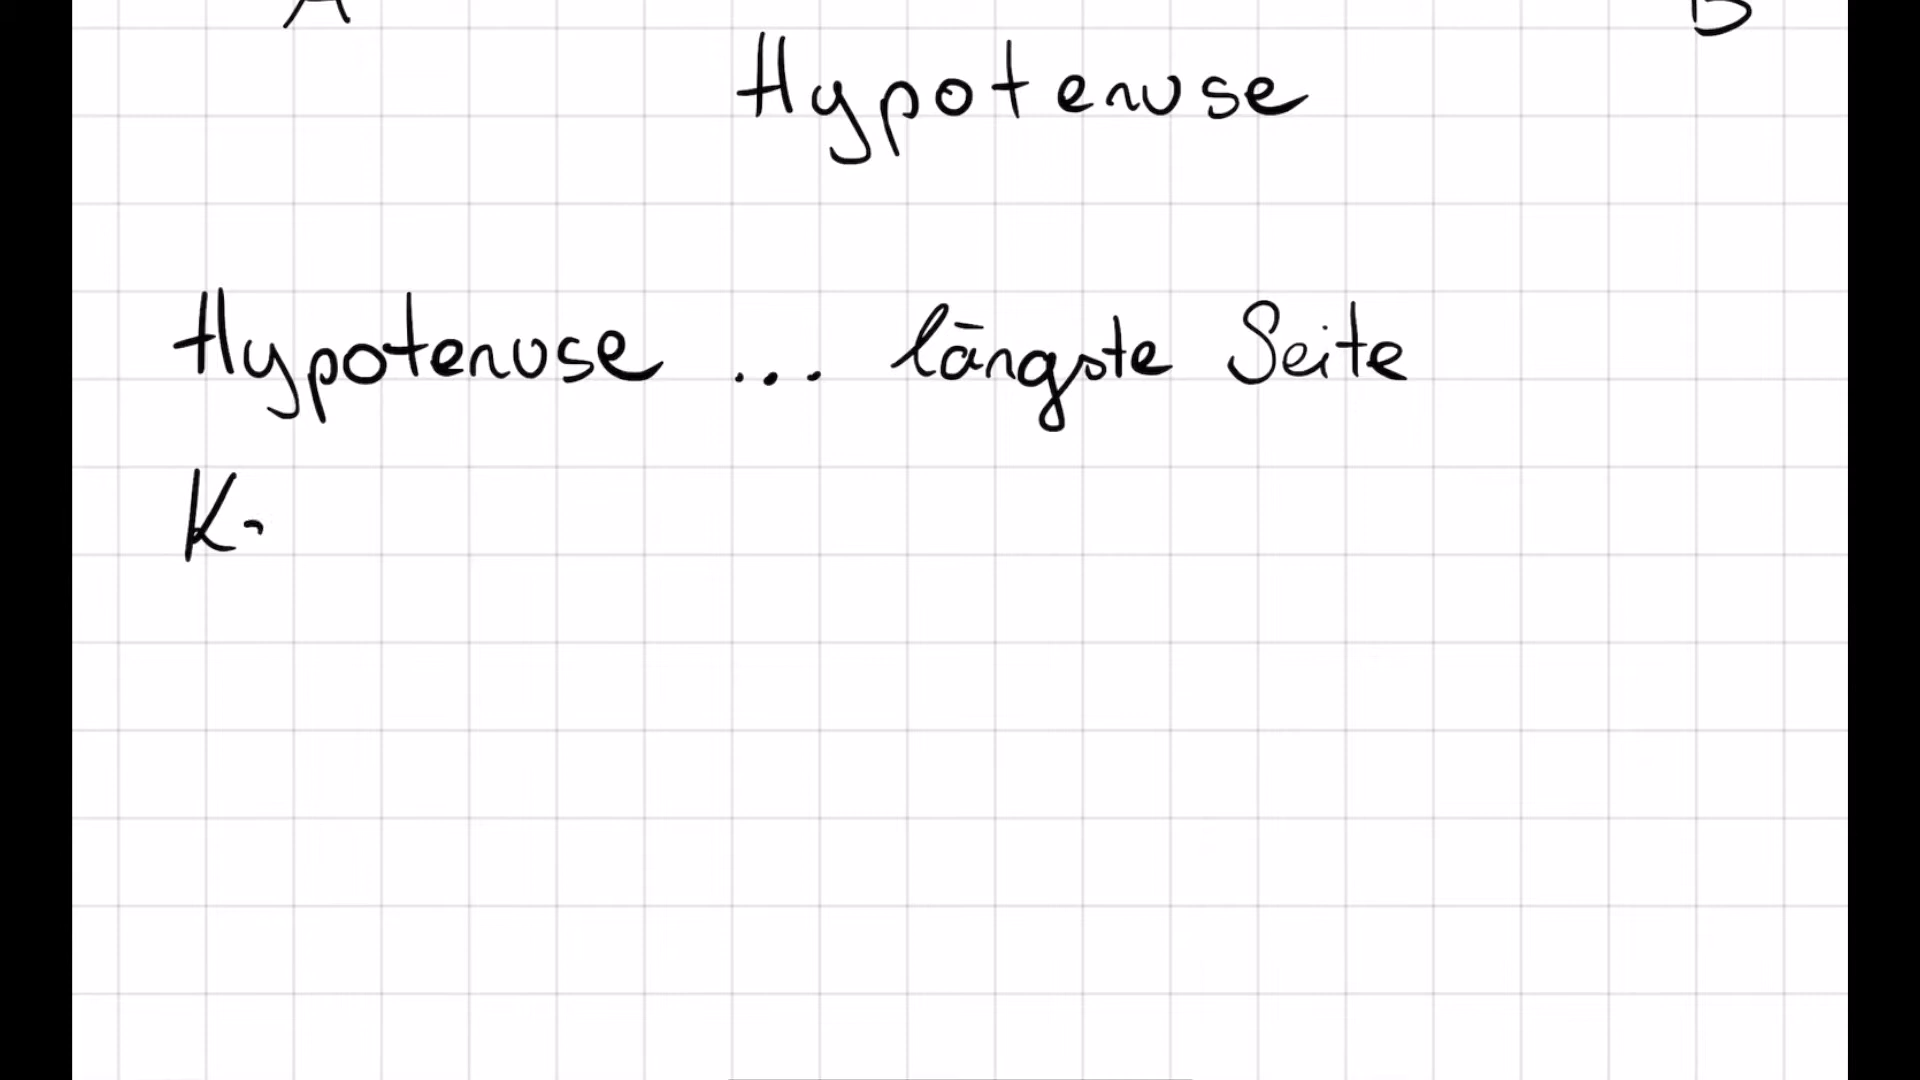 A B
Hypotenuse
Hypotenuse ... längste Seite
K